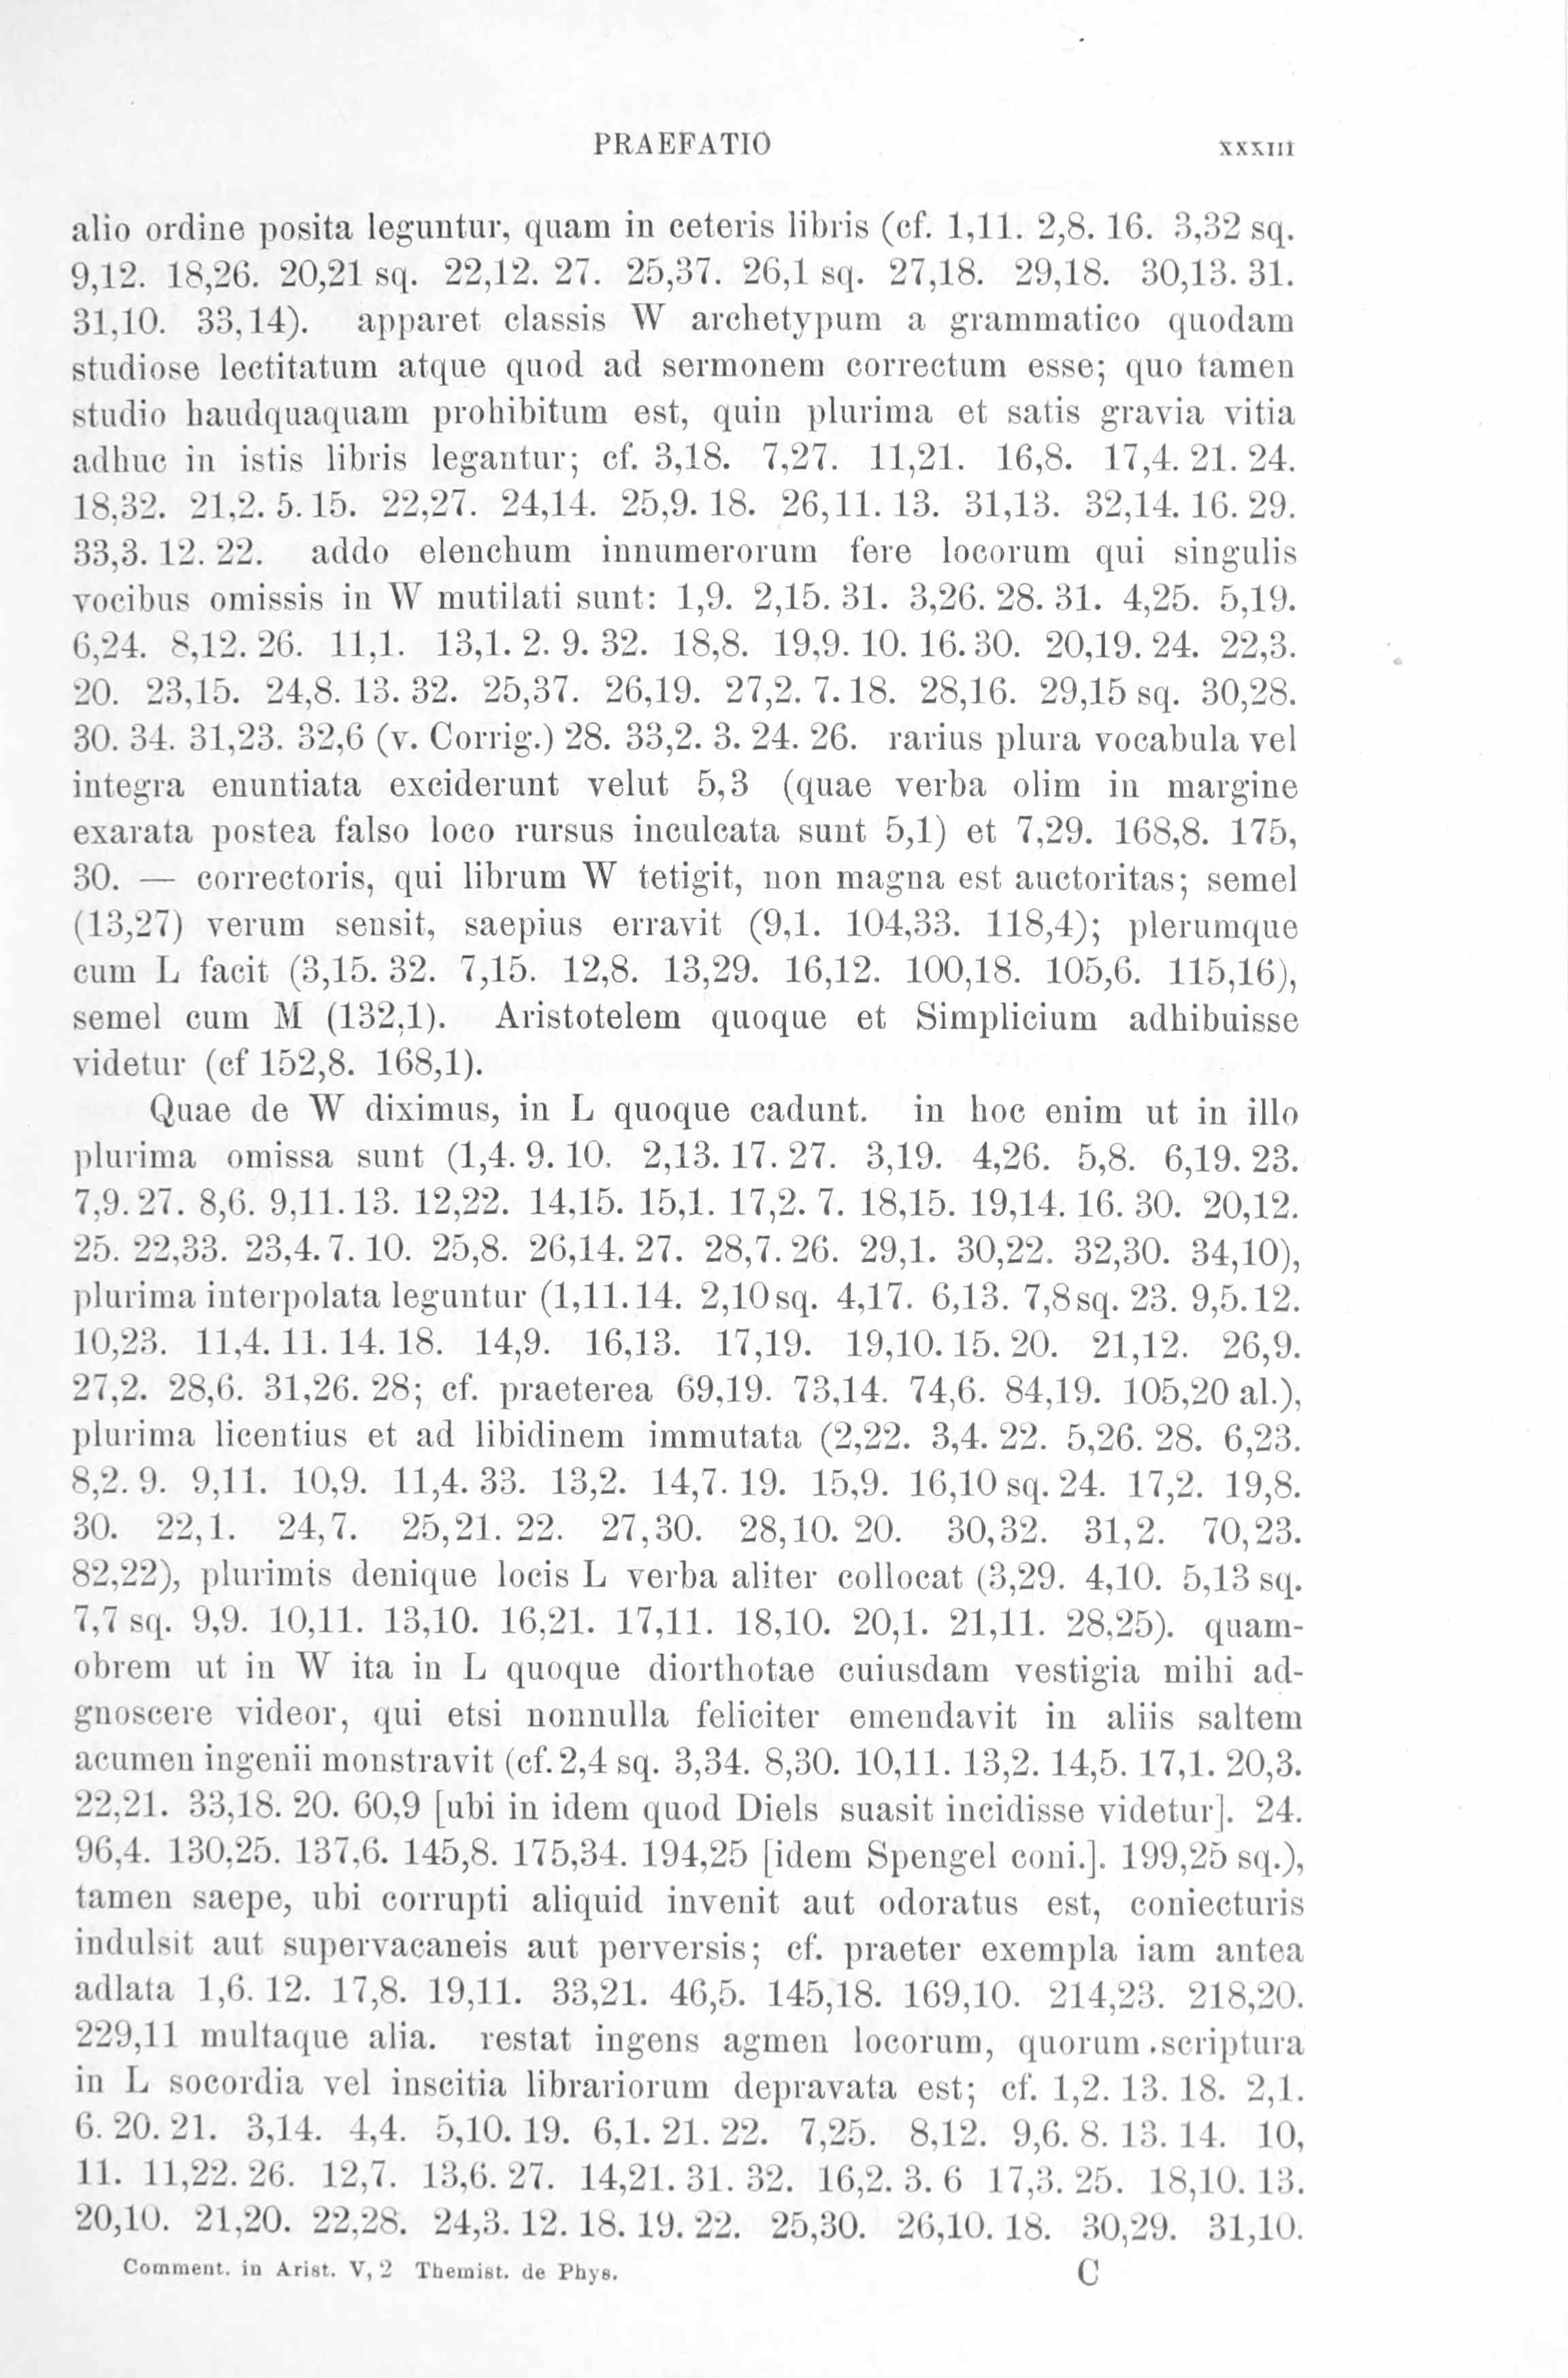 PRAEFATIO XXXIII
alio ordine posita leguntur, quam in ceteris libris (cf. 1,11. 2,8. 16. 3,32 sq.
9,12. 18,26. 20,21 sq. 22,12. 27. 25,37. 26,1 sq. 27,18. 29,18. 30,13. 31.
31,10. 33,14). apparet classis W archetypum a grammatico quodam
studiose lectitatum atque quod ad sermonem correctum esse; quo tamen
studio haudquaquam prohibitum est, quin plurima et satis gravia vitia
adhuc in istis libris legantur; cf. 3,18. 7,27. 11,21. 16,8. 17,4. 21. 24.
18,32. 21,2. 5. 15. 22,27. 24,14. 25,9. 18. 26,11. 13. 31,13. 32,14. 16. 29.
33,3. 12. 22. addo elenchum innumerorum fere locorum qui singulis
vocibus omissis in W mutilati sunt: 1,9. 2,15. 31. 3,26. 28. 31. 4,25. 5,19.
6,24. 8,12. 26. 11,1. 13,1. 2. 9. 32. 18,8. 19,9. 10. 16. 30. 20,19. 24. 22,3.
20. 23,15. 24,8. 13. 32. 25,37. 26,19. 27,2. 7. 18. 28,16. 29,15 sq. 30,28.
30. 34. 31,23. 32,6 (v. Corrig.) 28. 33,2. 3. 24. 26. rarius plura vocabula vel
integra enuntiata exciderunt velut 5,3 (quae verba olim in margine
exarata postea falso loco rursus inculcata sunt 5,1) et 7,29. 168,8. 175,
30. — correctoris, qui librum W tetigit, non magna est auctoritas; semel
(13,27) verum sensit, saepius erravit (9,1. 104,33. 118,4); plerumque
cum L facit (3,15. 32. 7,15. 12,8. 13,29. 16,12. 100,18. 105,6. 115,16),
semel cum M (132,1). Aristotelem quoque et Simplicium adhibuisse
videtur (cf 152,8. 168,1).
Quae de W diximus, in L quoque cadunt. in hoc enim ut in illo
plurima omissa sunt (1,4. 9. 10. 2,13. 17. 27. 3,19. 4,26. 5,8. 6,19. 23.
7,9. 27. 8,6. 9,11. 13. 12,22. 14,15. 15,1. 17,2. 7. 18,15. 19,14. 16. 30. 20,12.
25. 22,33. 23,4. 7. 10. 25,8. 26,14. 27. 28,7. 26. 29,1. 30,22. 32,30. 34,10),
plurima interpolata leguntur (1,11. 14. 2,10 sq. 4,17. 6,13. 7,8 sq. 23. 9,5. 12.
10,23. 11,4. 11. 14. 18. 14,9. 16,13. 17,19. 19,10. 15. 20. 21,12. 26,9.
27,2. 28,6. 31,26. 28; cf. praeterea 69,19. 73,14. 74,6. 84,19. 105,20 al.),
plurima licentius et ad libidinem immutata (2,22. 3,4. 22. 5,26. 28. 6,23.
8,2. 9. 9,11. 10,9. 11,4. 33. 13,2. 14,7. 19. 15,9. 16,10 sq. 24. 17,2. 19,8.
30. 22,1. 24,7. 25,21. 22. 27,30. 28,10. 20. 30,32. 31,2. 70,23.
82,22), plurimis denique locis L verba aliter collocat (3,29. 4,10. 5,13 sq.
7,7 sq. 9,9. 10,11. 13,10. 16,21. 17,11. 18,10. 20,1. 21,11. 28,25). quam-
obrem ut in W ita in L quoque diorthotae cuiusdam vestigia mihi ad-
gnoscere videor, qui etsi nonnulla feliciter emendavit in aliis saltem
acumen ingenii monstravit (cf. 2,4 sq. 3,34. 8,30. 10,11. 13,2. 14,5. 17,1. 20,3.
22,21. 33,18. 20. 60,9 [ubi in idem quod Diels suasit incidisse videtur]. 24.
96,4. 130,25. 137,6. 145,8. 175,34. 194,25 [idem Spengel coni.]. 199,25 sq.),
tamen saepe, ubi corrupti aliquid invenit aut odoratus est, coniecturis
indulsit aut supervacaneis aut perversis; cf. praeter exempla iam antea
adlata 1,6. 12. 17,8. 19,11. 33,21. 46,5. 145,18. 169,10. 214,23. 218,20.
229,11 multaque alia. restat ingens agmen locorum, quorum scriptura
in L socordia vel inscitia librariorum depravata est; cf. 1,2. 13. 18. 2,1.
6. 20. 21. 3,14. 4,4. 5,10. 19. 6,1. 21. 22. 7,25. 8,12. 9,6. 8. 13. 14. 10,
11. 11,22. 26. 12,7. 13,6. 27. 14,21. 31. 32. 16,2. 3. 6 17,3. 25. 18,10. 13.
20,10. 21,20. 22,28. 24,3. 12. 18. 19. 22. 25,30. 26,10. 18. 30,29. 31,10.
Comment. in Arist. V, 2 Themist. de Phys. C